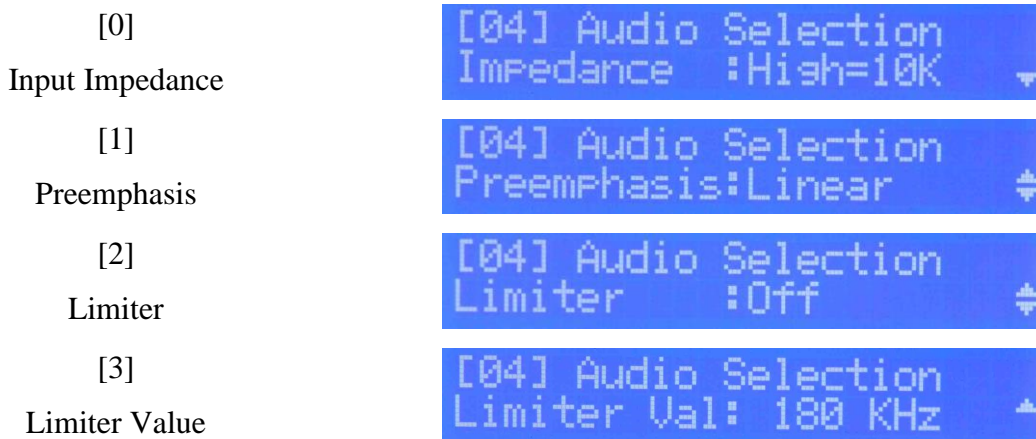 [0]
Input Impedance
[04] Audio Selection
Impedance :High=10K
[1]
Preemphasis
[04] Audio Selection
Preemphasis:Linear
[2]
Limiter
[04] Audio Selection
Limiter :Off
[3]
Limiter Value
[04] Audio Selection
Limiter Val: 180 KHz